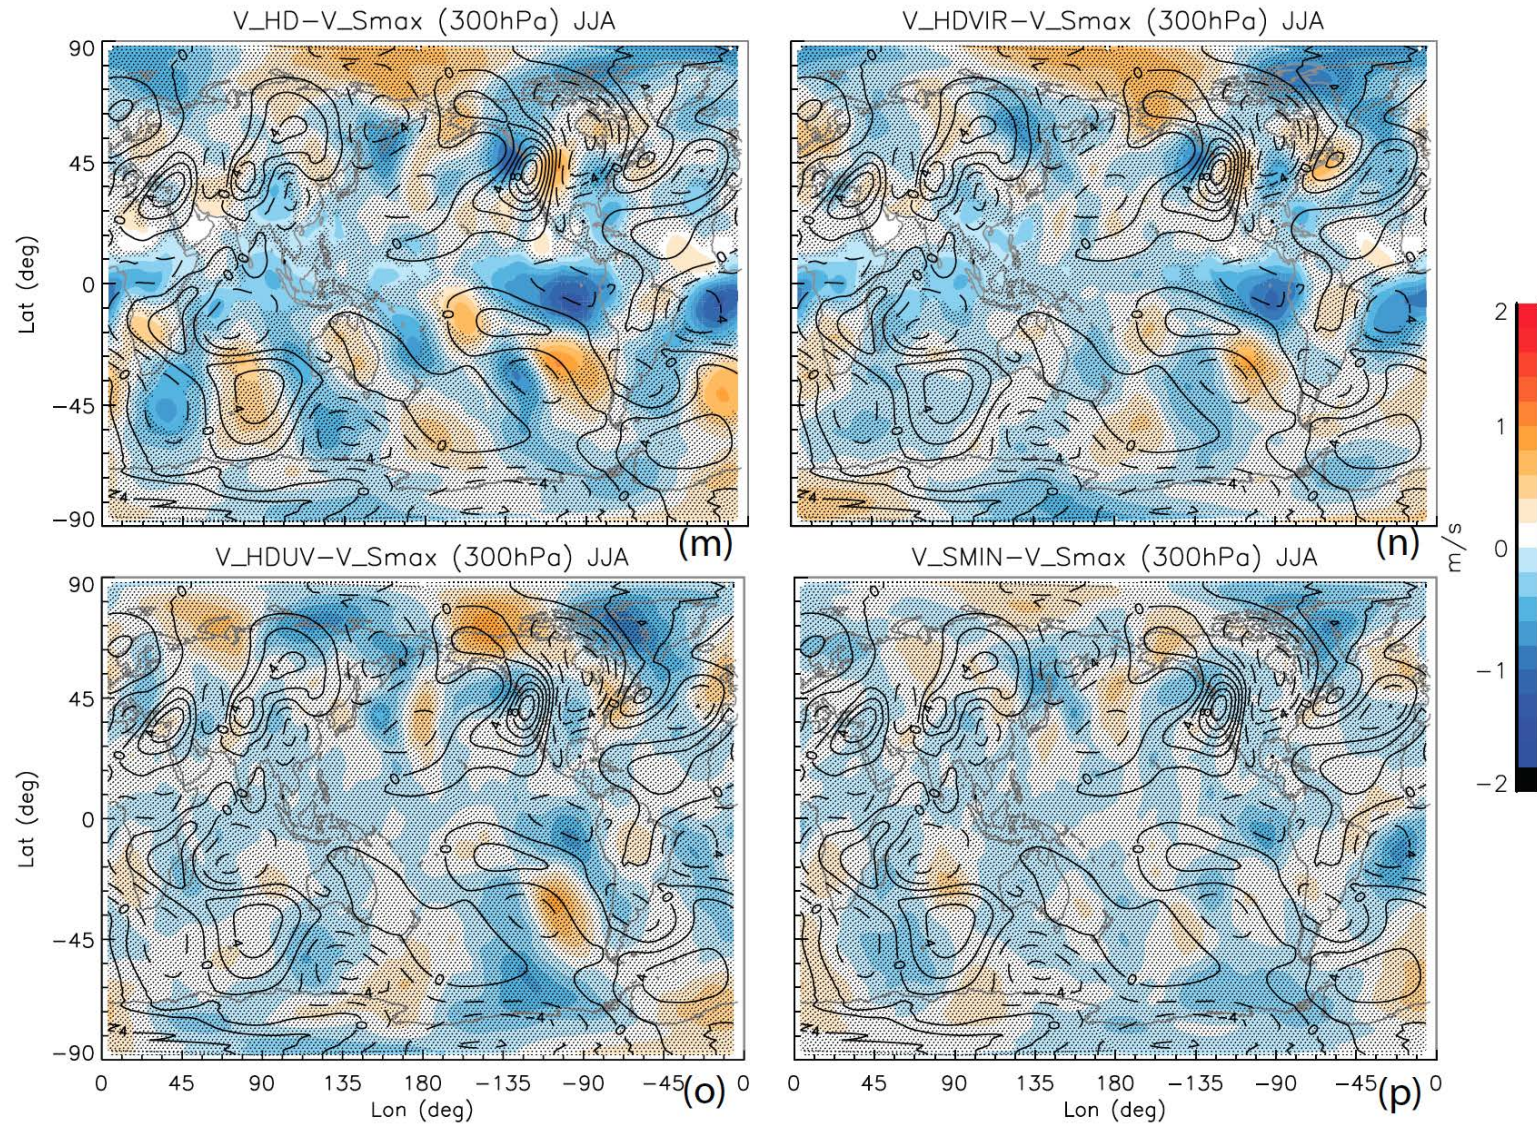 V_HD−V_Smax (300hPa) JJA
V_HDVIR−V_Smax (300hPa) JJA
90
45
0
−45
−90
Lat (deg)
(m)
(n)
V_HDUV−V_Smax (300hPa) JJA
V_SMIN−V_Smax (300hPa) JJA
90
45
0
−45
−90
Lat (deg)
0 45 90 135 180 −135 −90 −45 0
Lon (deg)
(o)
0 45 90 135 180 −135 −90 −45 0
Lon (deg)
(p)
2
1
0
−1
−2
m/s